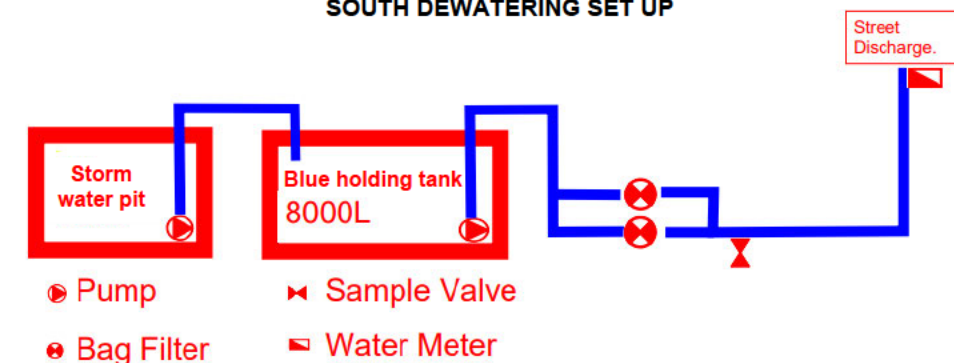 SOUTH DEWATERING SET UP
Street
Discharge.
Storm
water pit
Blue holding tank
8000L
Pump
Sample Valve
Bag Filter
Water Meter